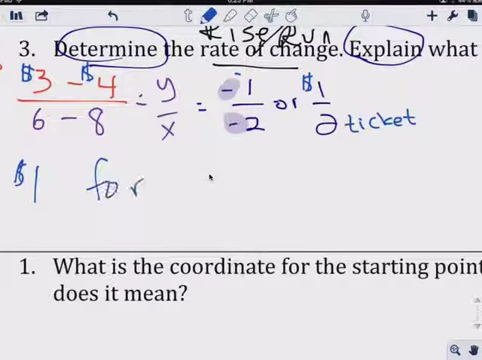 *Rise/Run
3. Determine the rate of change. Explain what
$3 - $4 / 6 - 8 = y/x = -1/-2 or $1/2 ticket
$1 for
1. What is the coordinate for the starting point
does it mean?